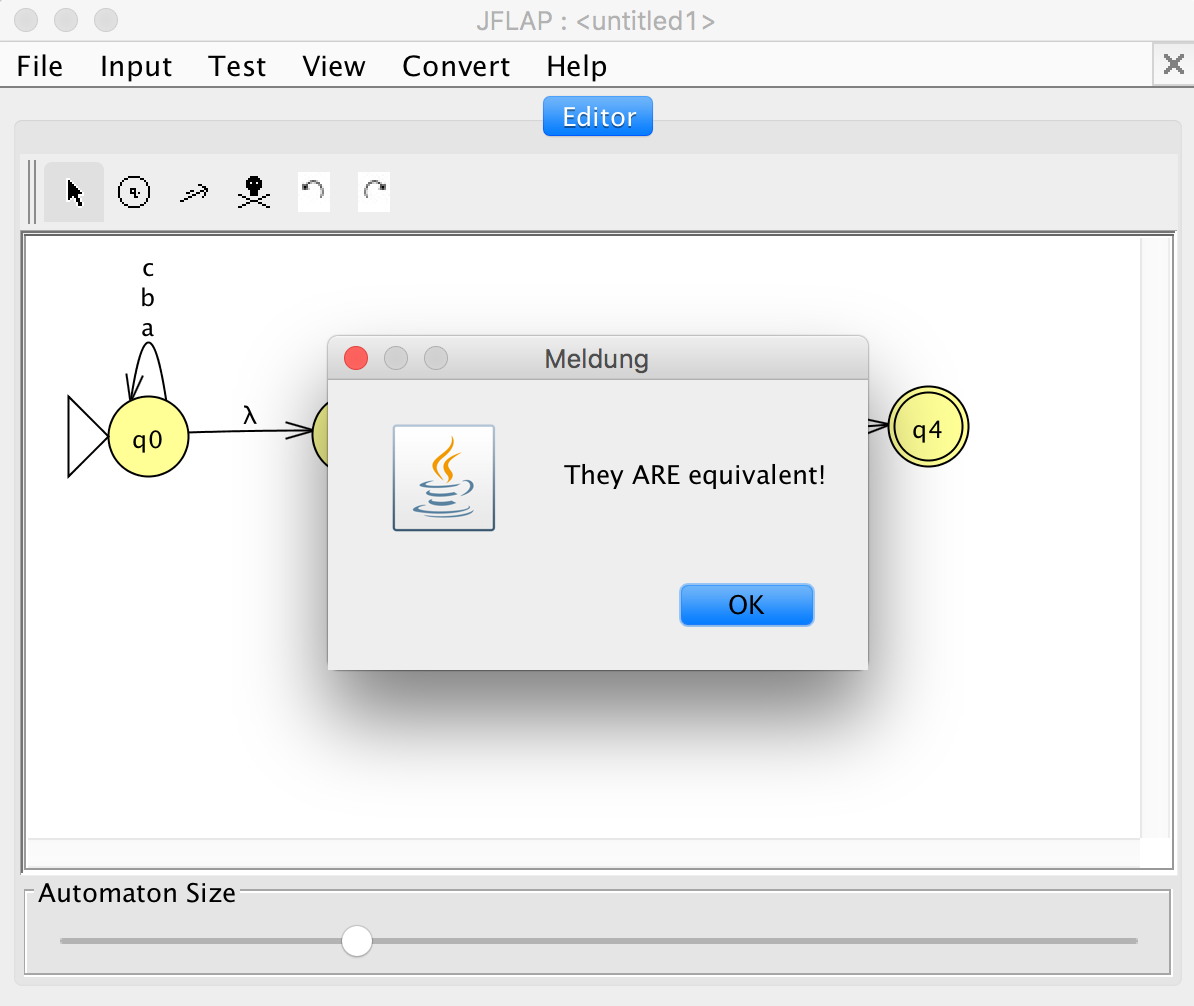 JFLAP : <untitled1>
File Input Test View Convert Help
Editor
q
c
b
a
λ
q0
q4
Meldung
They ARE equivalent!
OK
Automaton Size